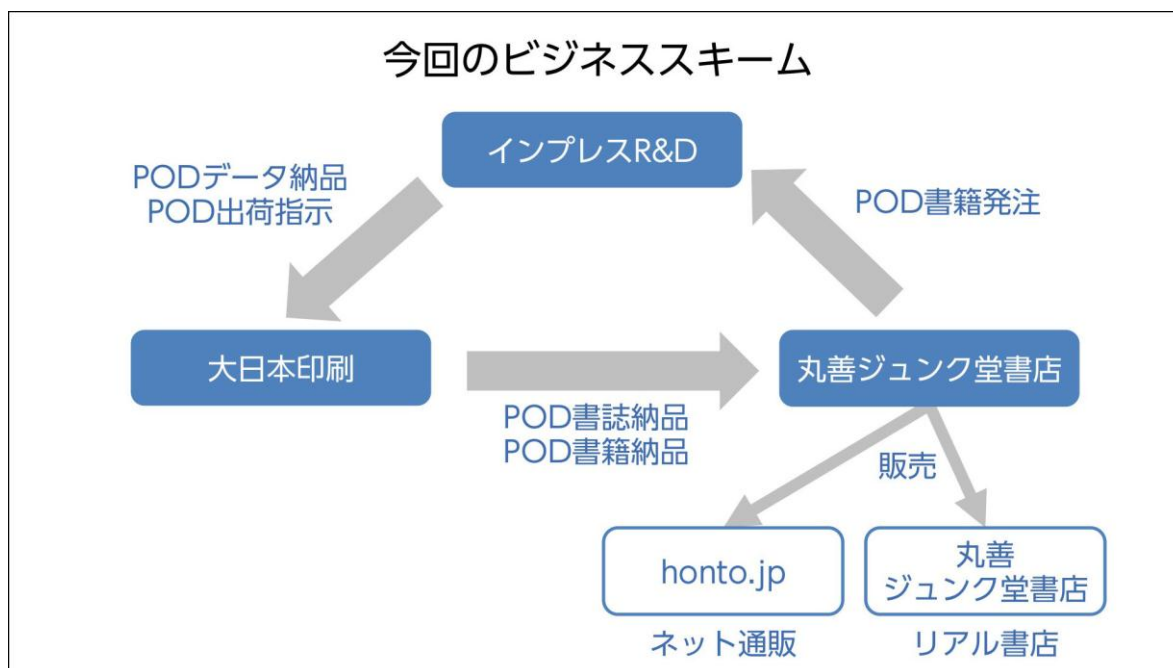 今回のビジネススキーム
インプレスR&D
PODデータ納品
POD出荷指示
POD書籍発注
大日本印刷
丸善ジュンク堂書店
POD書誌納品
POD書籍納品
販売
honto.jp
丸善
ジュンク堂書店
ネット通販
リアル書店